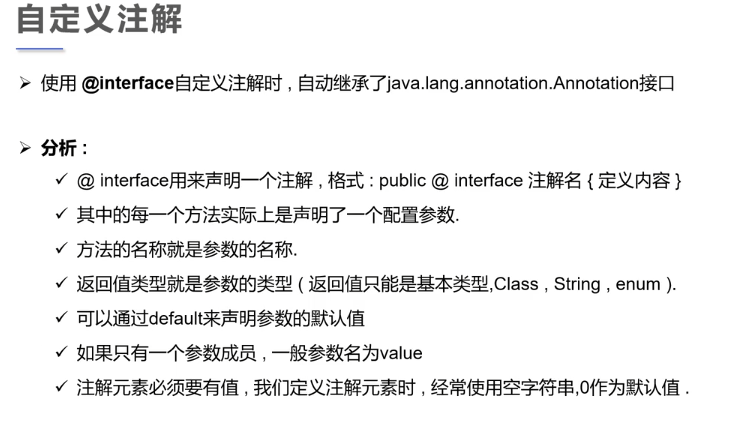 自定义注解
➢ 使用 @interface自定义注解时 , 自动继承了java.lang.annotation.Annotation接口
➢ 分析 :
✓ @ interface用来声明一个注解 , 格式 : public @ interface 注解名 { 定义内容 }
✓ 其中的每一个方法实际上是声明了一个配置参数.
✓ 方法的名称就是参数的名称.
✓ 返回值类型就是参数的类型 ( 返回值只能是基本类型,Class , String , enum ).
✓ 可以通过default来声明参数的默认值
✓ 如果只有一个参数成员 , 一般参数名为value
✓ 注解元素必须要有值 , 我们定义注解元素时 , 经常使用空字符串,0作为默认值 .